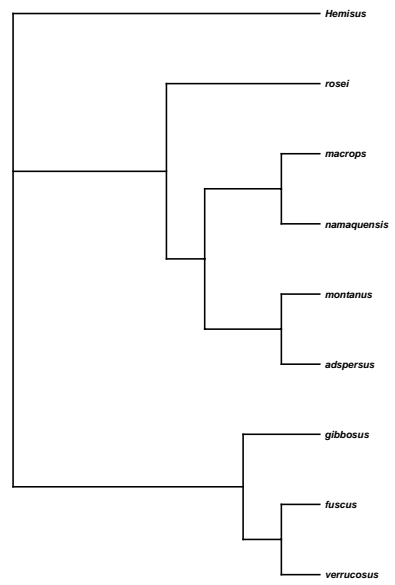 Hemisus
rosei
macrops
namaquensis
montanus
adspersus
gibbosus
fuscus
verrucosus